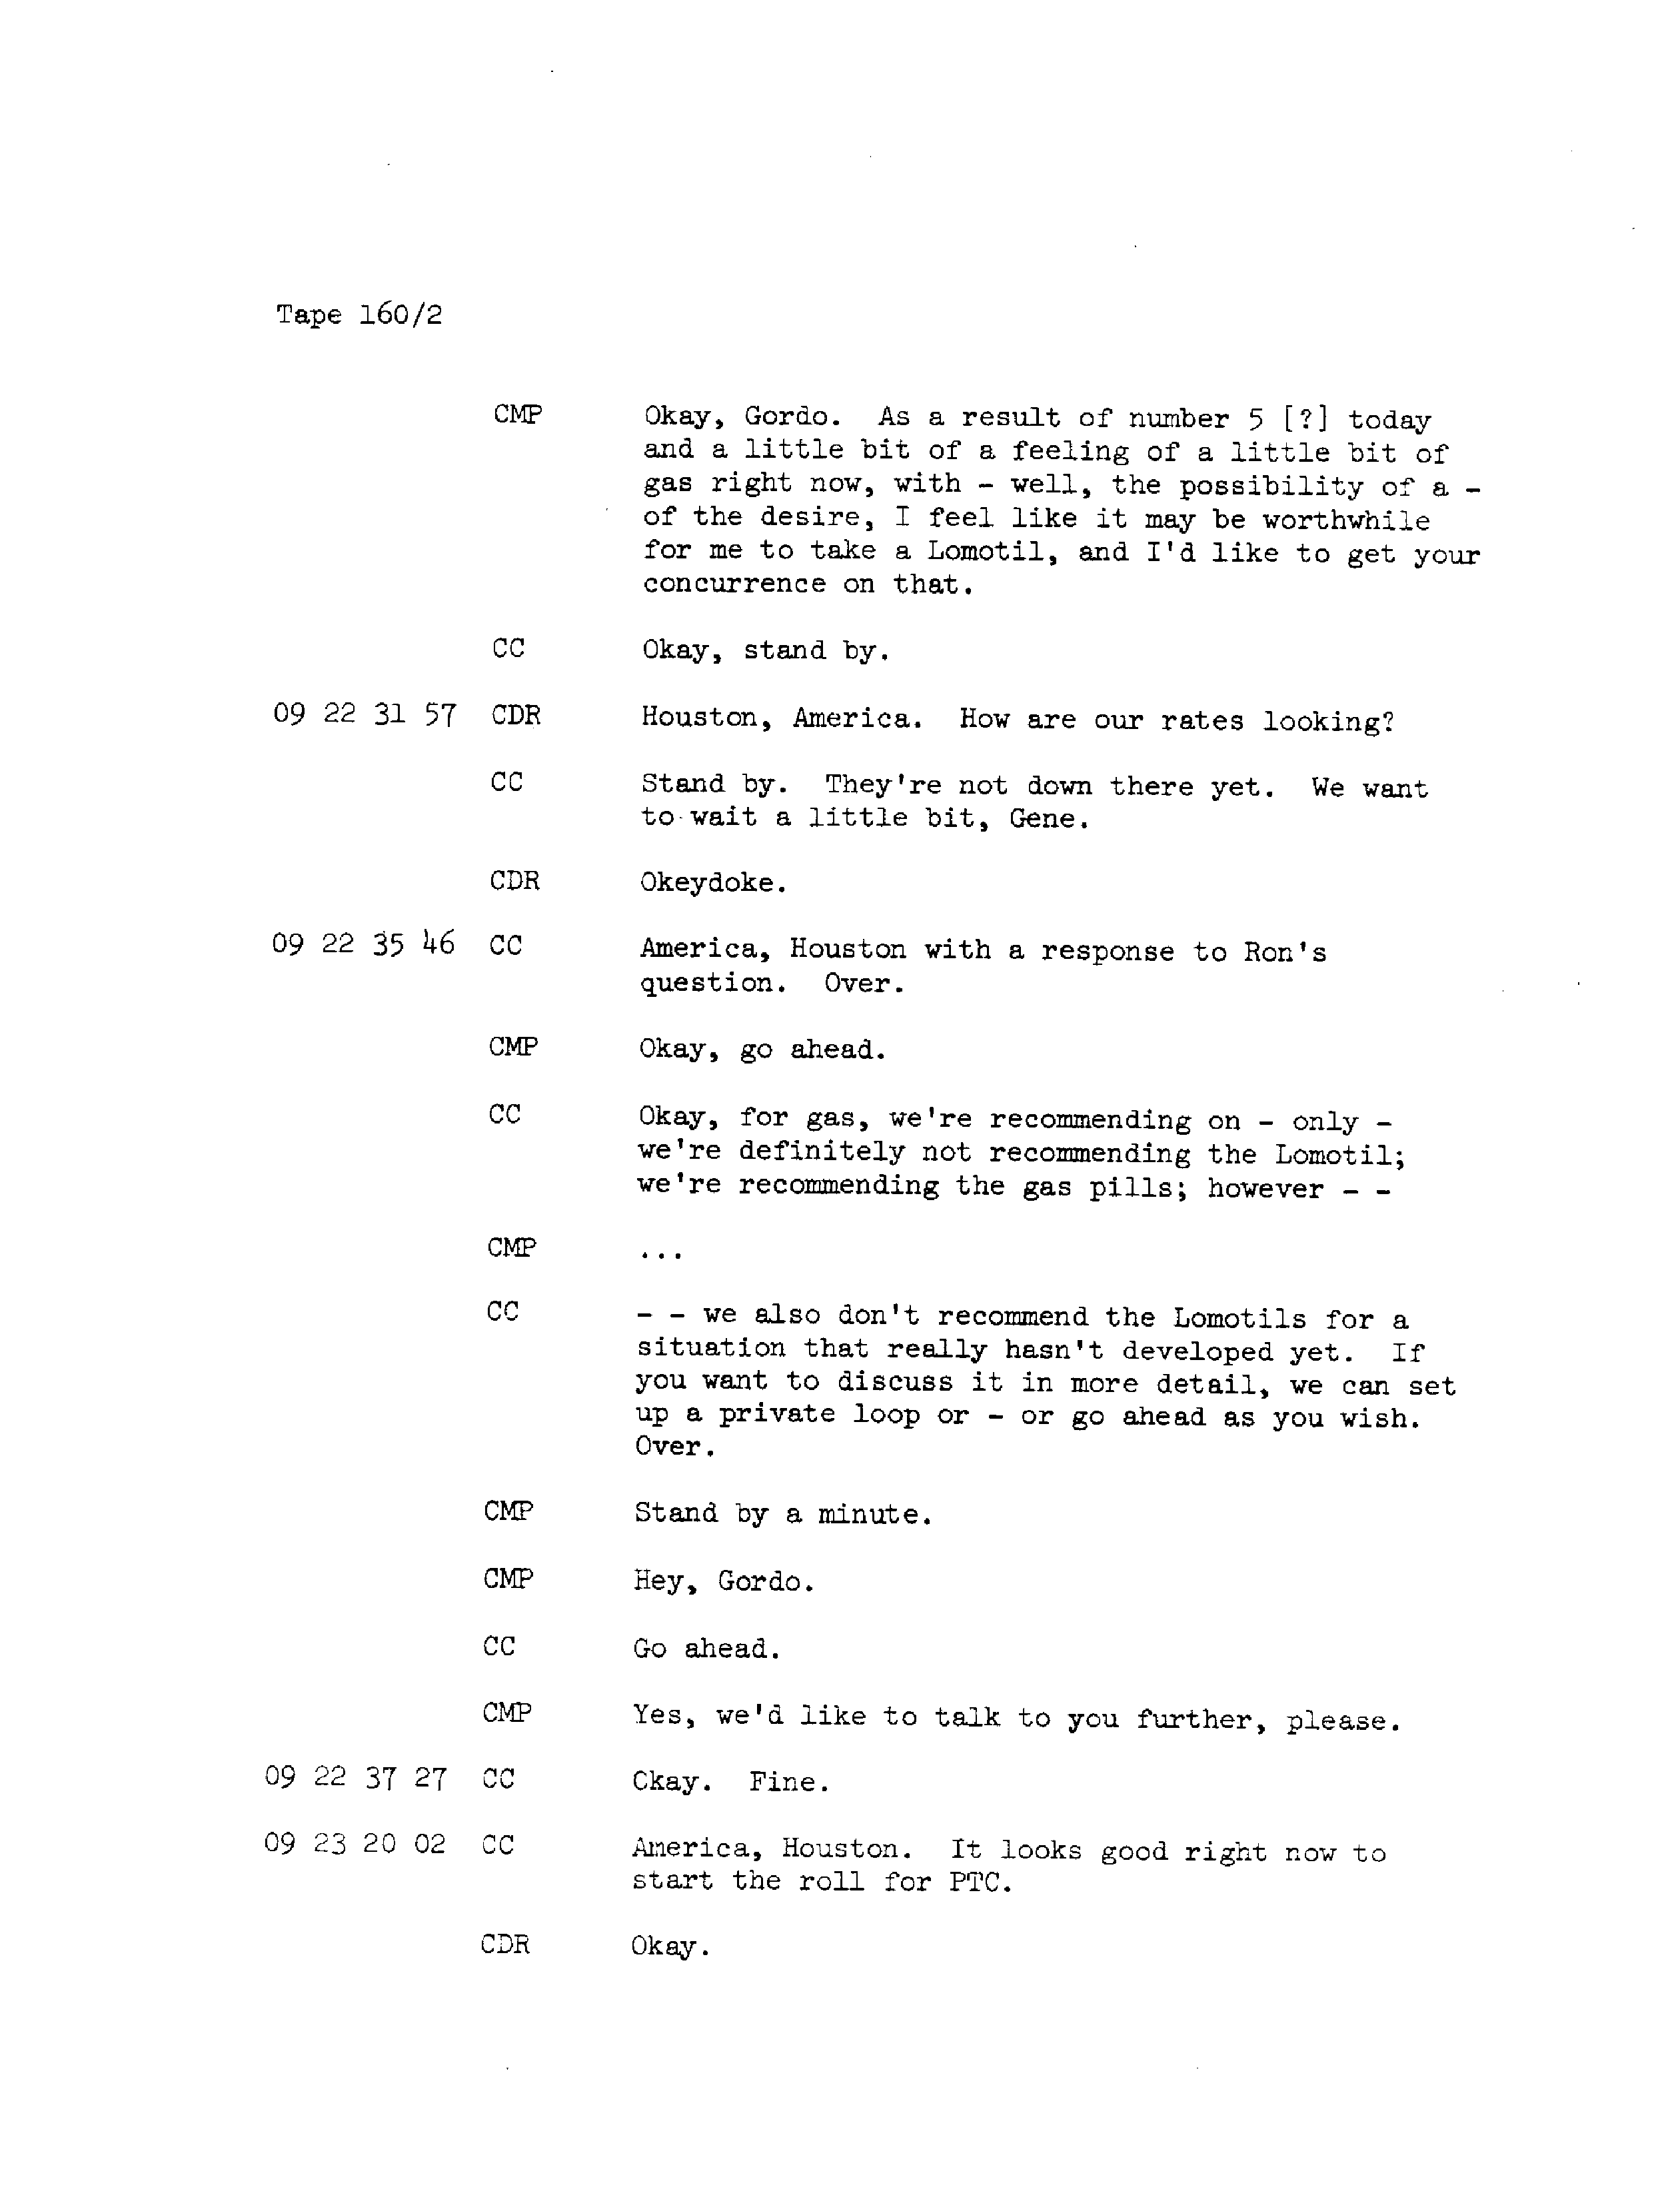 Tape 160/2
CMP Okay, Gordo. As a result of number 5 [?] today
and a little bit of a feeling of a little bit of
gas right now, with - well, the possibility of a -
of the desire, I feel like it may be worthwhile
for me to take a Lomotil, and I'd like to get your
concurrence on that.
CC Okay, stand by.
09 22 31 57 CDR Houston, America. How are our rates looking?
CC Stand by. They're not down there yet. We want
to wait a little bit, Gene.
CDR Okeydoke.
09 22 35 46 CC America, Houston with a response to Ron's
question. Over.
CMP Okay, go ahead.
CC Okay, for gas, we're recommending on - only -
we're definitely not recommending the Lomotil;
we're recommending the gas pills; however - -
CMP ...
CC - - we also don't recommend the Lomotils for a
situation that really hasn't developed yet. If
you want to discuss it in more detail, we can set
up a private loop or - or go ahead as you wish.
Over.
CMP Stand by a minute.
CMP Hey, Gordo.
CC Go ahead.
CMP Yes, we'd like to talk to you further, please.
09 22 37 27 CC Ckay. Fine.
09 23 20 02 CC America, Houston. It looks good right now to
start the roll for PTC.
CDR Okay.